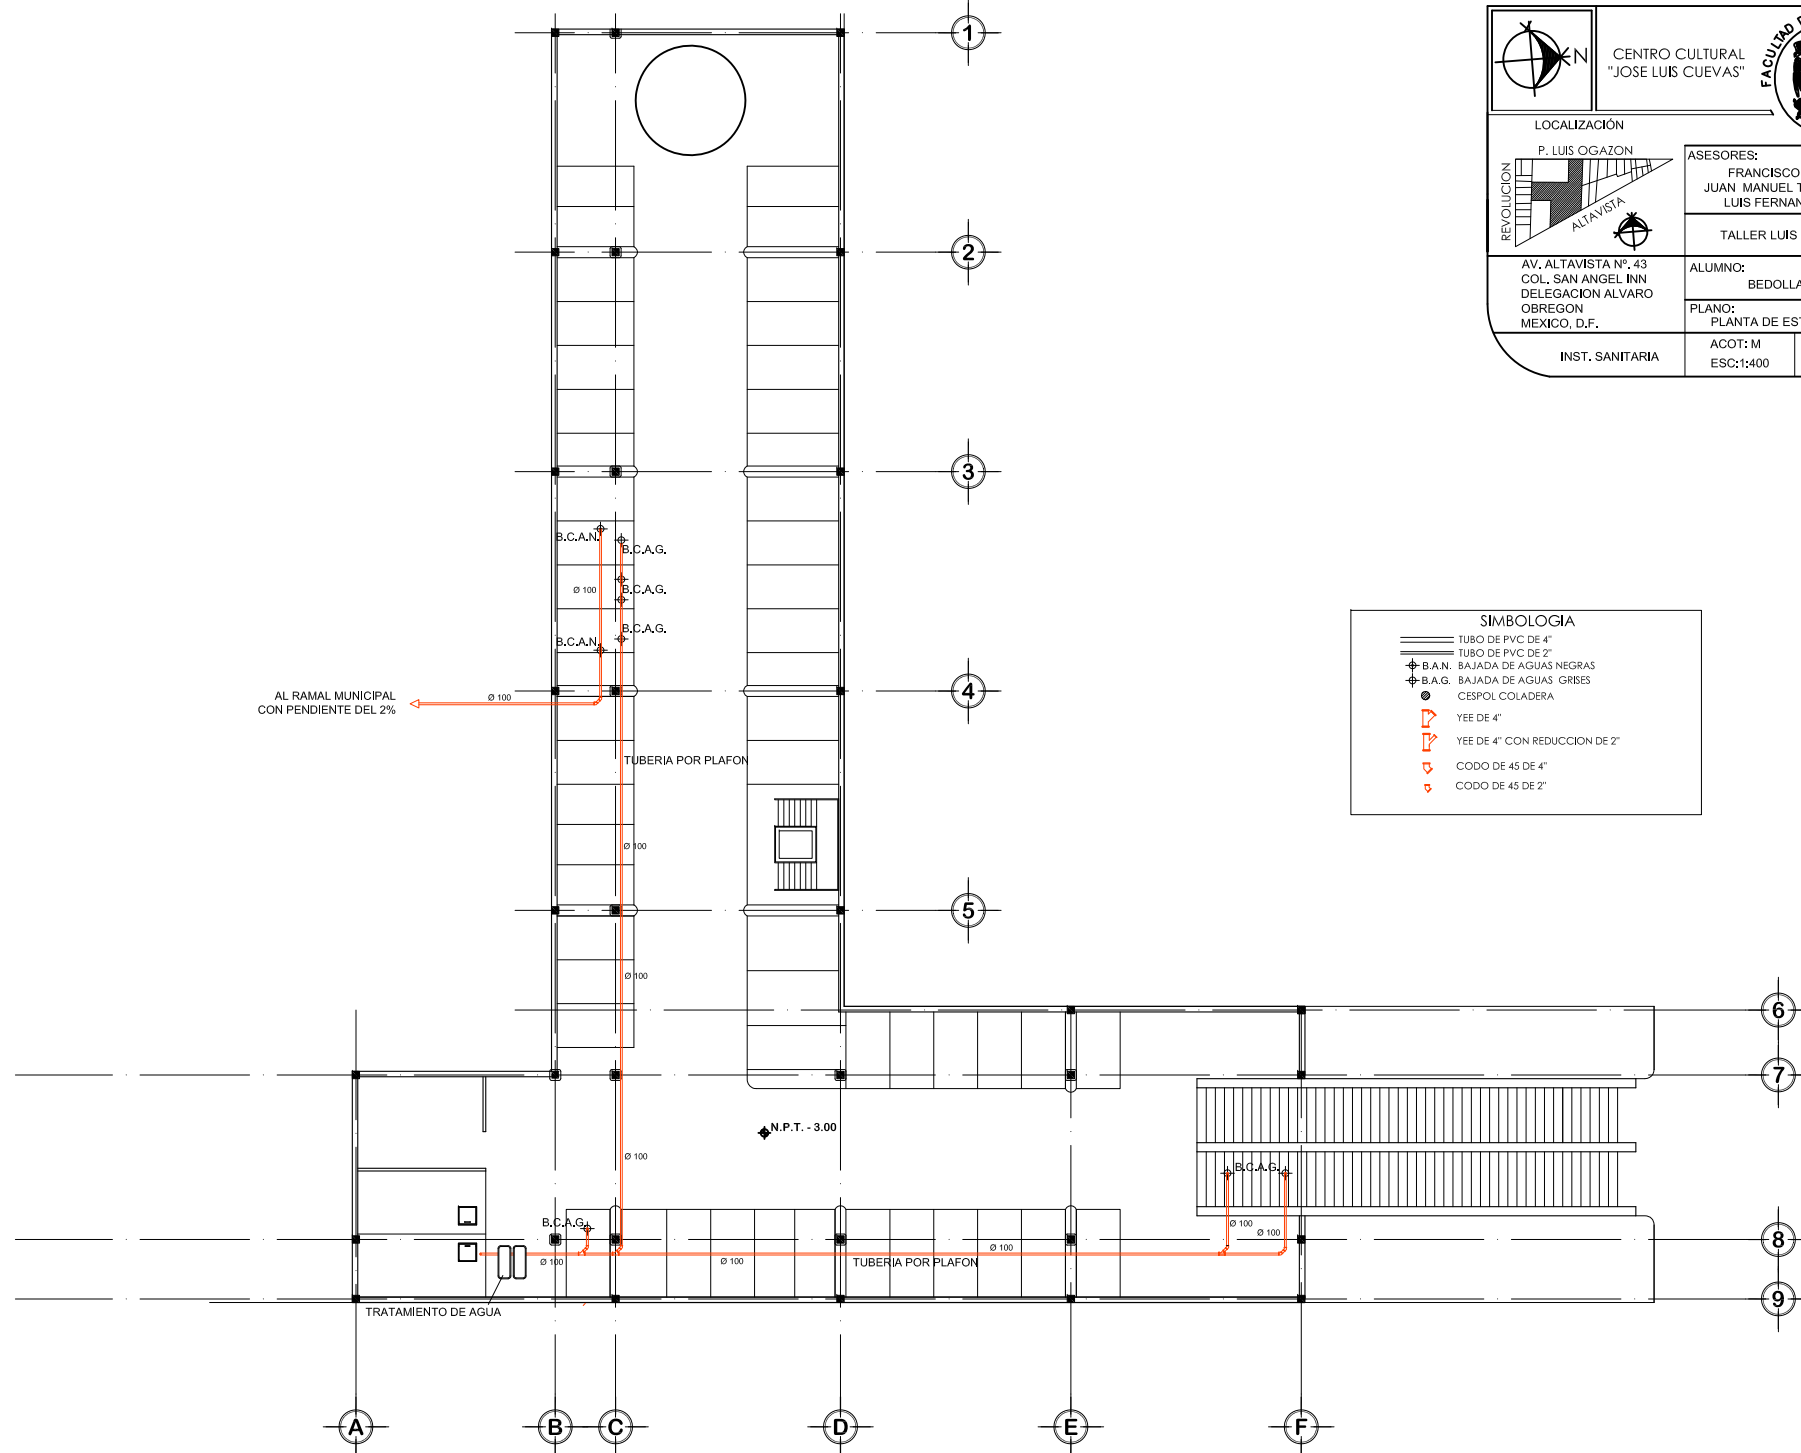 1
N
CENTRO CULTURAL
"JOSE LUIS CUEVAS"
LOCALIZACIÓN
P. LUIS OGAZON
REVOLUCION
ALTAVISTA
ASESORES:
FRANCISCO
LUIS FERNAN
TALLER LUIS
AV. ALTAVISTA Nº. 43
COL. SAN ANGEL INN
DELEGACION ALVARO
OBREGON
MEXICO, D.F.
ALUMNO:
BEDOLLA
PLANO:
PLANTA DE EST
INST. SANITARIA
ACOT: M
ESC:1:400
2
3
B.C.A.N.
B.C.A.G.
Ø 100
B.C.A.G.
B.C.A.G.
B.C.A.N.
SIMBOLOGIA
TUBO DE PVC DE 4"
TUBO DE PVC DE 2"
B.A.N. BAJADA DE AGUAS NEGRAS
B.A.G. BAJADA DE AGUAS GRISES
CESPOL COLADERA
YEE DE 4"
YEE DE 4" CON REDUCCION DE 2"
CODO DE 45 DE 4"
CODO DE 45 DE 2"
4
AL RAMAL MUNICIPAL
CON PENDIENTE DEL 2%
Ø 100
TUBERIA POR PLAFON
Ø 100
5
Ø 100
6
7
N.P.T. - 3.00
Ø 100
B.C.A.G.
B.C.A.G.
Ø 100
Ø 100
8
Ø 100
Ø 100
Ø 100
TUBERIA POR PLAFON
9
TRATAMIENTO DE AGUA
A
B
C
D
E
F